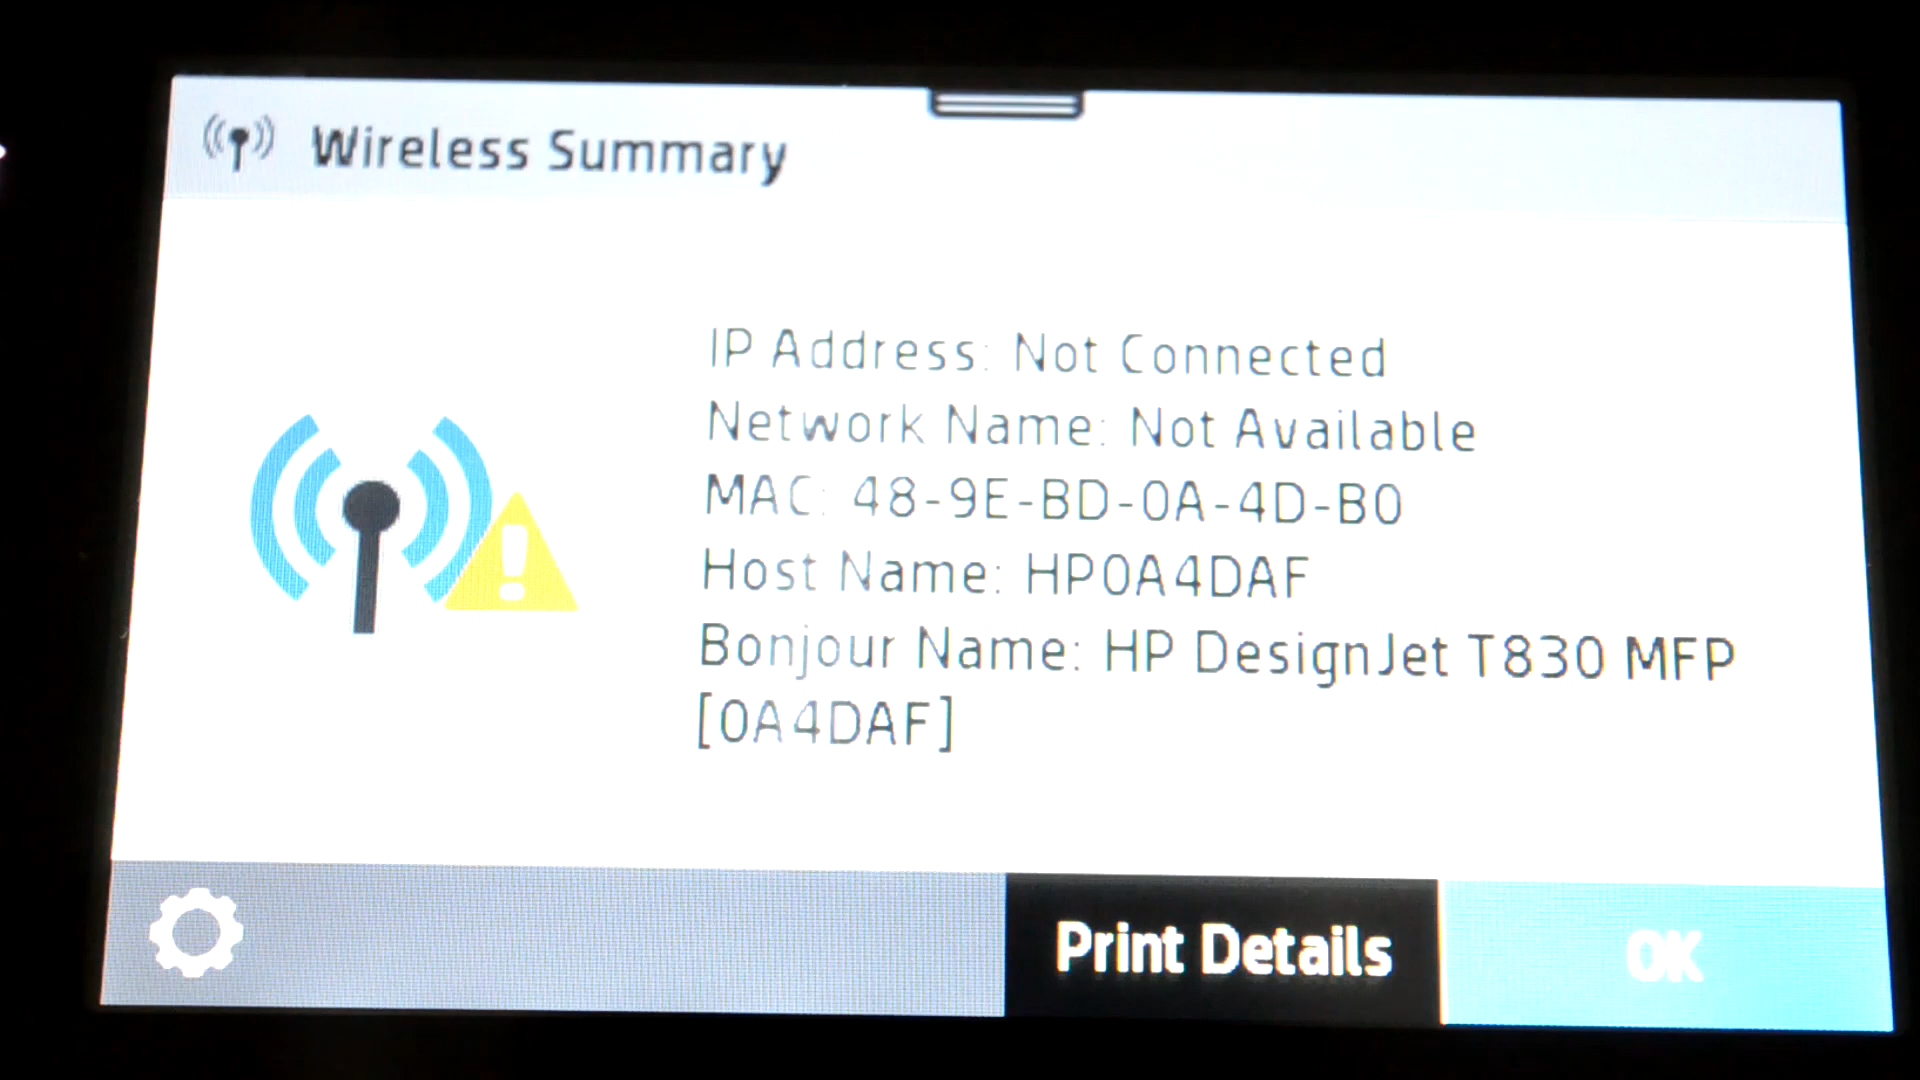 Wireless Summary
IP Address: Not Connected
Network Name: Not Available
MAC: 48-9E-BD-0A-4D-B0
Host Name: HP0A4DAF
Bonjour Name: HP DesignJet T830 MFP
[0A4DAF]
Print Details
OK